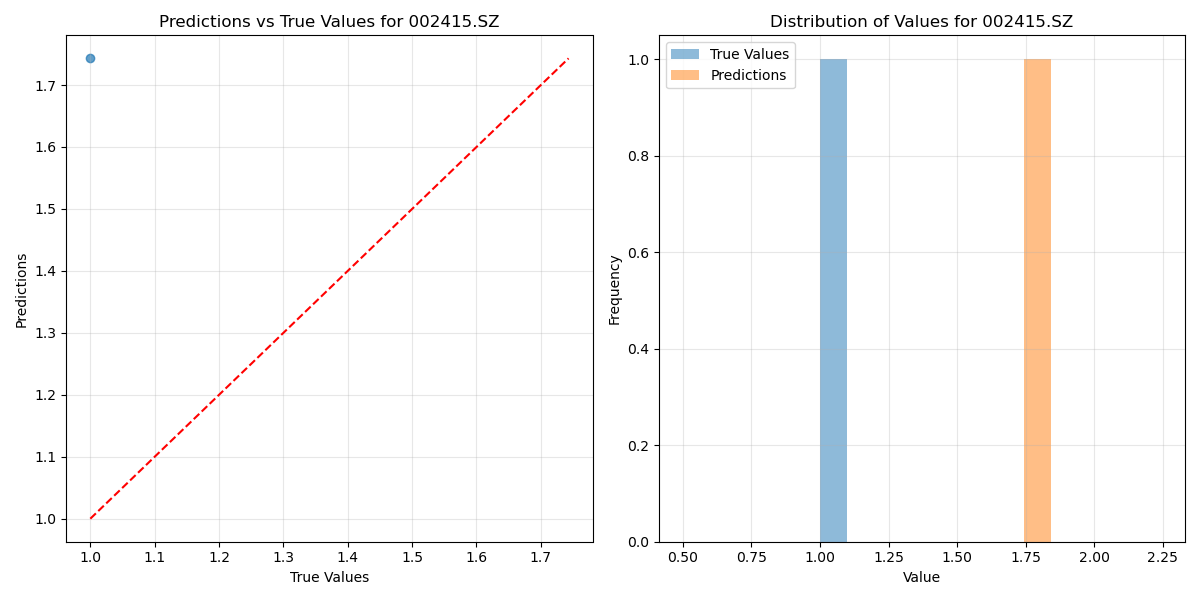 Predictions vs True Values for 002415.SZ
Predictions
1.7
1.6
1.5
1.4
1.3
1.2
1.1
1.0
1.0 1.1 1.2 1.3 1.4 1.5 1.6 1.7
True Values
Distribution of Values for 002415.SZ
True Values
Predictions
Frequency
1.0
0.8
0.6
0.4
0.2
0.0
0.50 0.75 1.00 1.25 1.50 1.75 2.00 2.25
Value